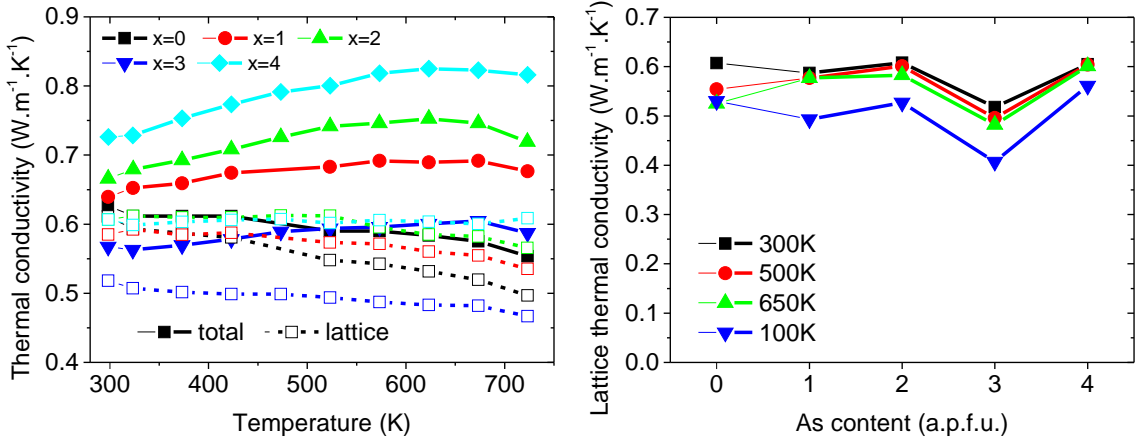 Thermal conductivity (W.m⁻¹.K⁻¹)
0.9
0.8
0.7
0.6
0.5
0.4
x=0 x=1 x=2
x=3 x=4
total lattice
300 400 500 600 700
Temperature (K)
Lattice thermal conductivity (W.m⁻¹.K⁻¹)
0.7
0.6
0.5
0.4
0.3
0.2
0.1
0.0
300K
500K
650K
100K
0 1 2 3 4
As content (a.p.f.u.)